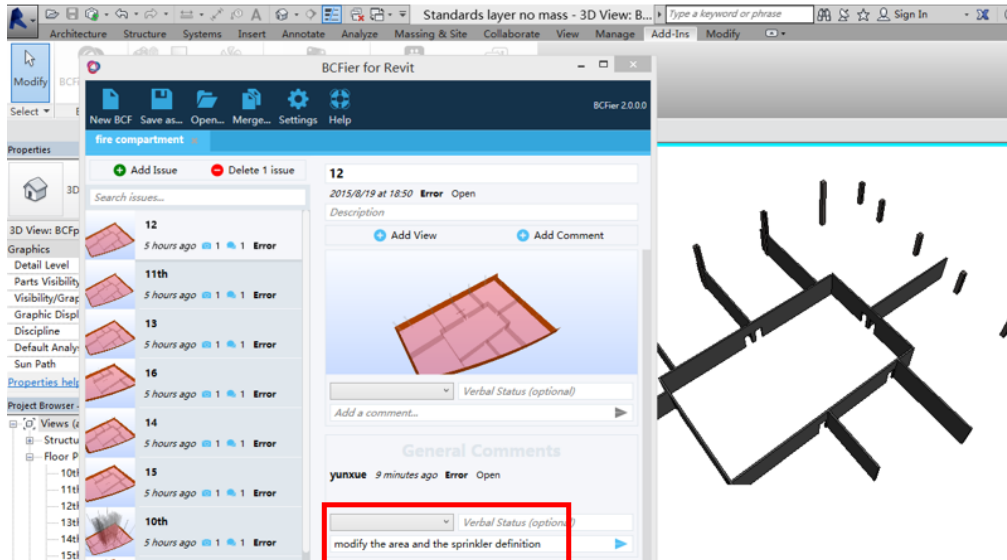 Standards layer no mass - 3D View: B...
Type a keyword or phrase
Sign In
Architecture Structure Systems Insert Annotate Analyze Massing & Site Collaborate View Manage Add-Ins Modify
Modify
Select
BCFier for Revit
New BCF Save as... Open... Merge... Settings Help
BCFier 2.0.0.0
fire compartment
Properties
3D
3D View: BCFp
Graphics
Detail Level
Parts Visibility
Visibility/Grap
Graphic Displ
Discipline
Default Analy
Sun Path
Properties help
Project Browser -
Views (a
Structu
Floor P
10th
11th
12th
13th
14th
15th
Add Issue
Delete 1 issue
Search issues...
12
5 hours ago 1 1 Error
11th
5 hours ago 1 1 Error
13
5 hours ago 1 1 Error
16
5 hours ago 1 1 Error
14
5 hours ago 1 1 Error
15
5 hours ago 1 1 Error
10th
5 hours ago 1 1 Error
12
2015/8/19 at 18:50 Error Open
Description
Add View
Add Comment
Verbal Status (optional)
Add a comment...
General Comments
yunxue 9 minutes ago Error Open
Verbal Status (optional)
modify the area and the sprinkler definition